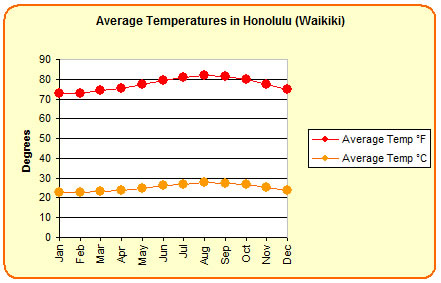 Average Temperatures in Honolulu (Waikiki)
90
80
70
60
50
40
30
20
10
0
Degrees
Jan
Feb
Mar
Apr
May
Jun
Jul
Aug
Sep
Oct
Nov
Dec
Average Temp °F
Average Temp °C